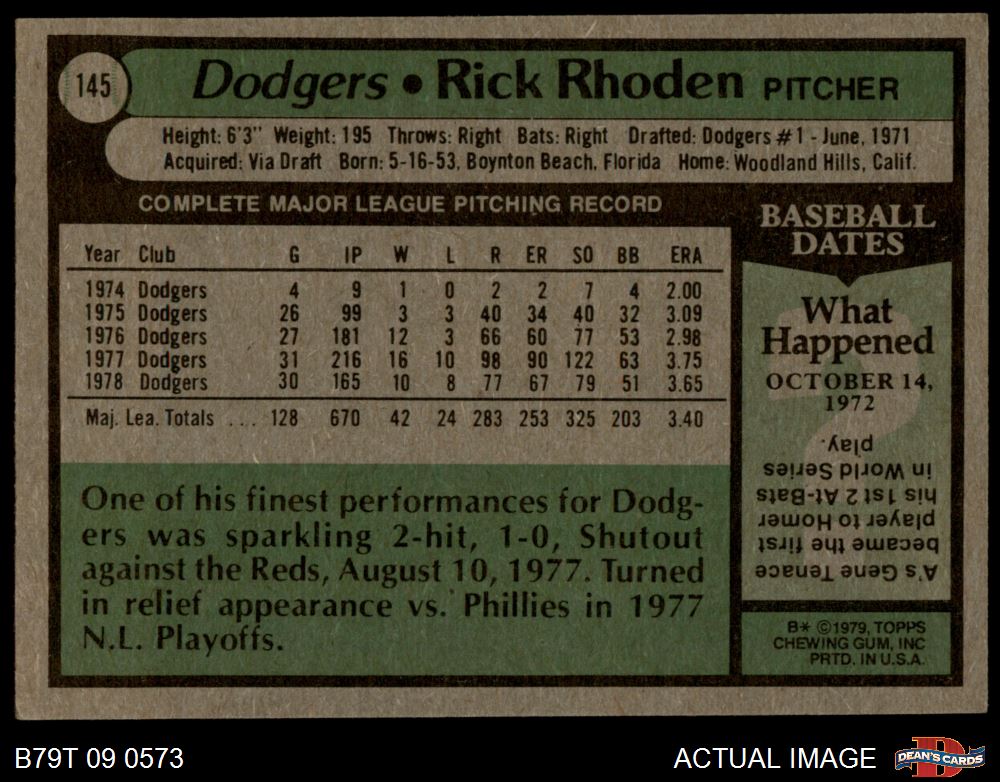 145
Dodgers • Rick Rhoden PITCHER
Height: 6'3" Weight: 195 Throws: Right Bats: Right Drafted: Dodgers #1 - June, 1971
Acquired: Via Draft Born: 5-16-53, Boynton Beach, Florida Home: Woodland Hills, Calif.
COMPLETE MAJOR LEAGUE PITCHING RECORD
Year Club G IP W L R ER SO BB ERA
1974 Dodgers 4 9 1 0 2 2 7 4 2.00
1975 Dodgers 26 99 3 3 40 34 40 32 3.09
1976 Dodgers 27 181 12 3 66 60 77 53 2.98
1977 Dodgers 31 216 16 10 98 90 122 63 3.75
1978 Dodgers 30 165 10 8 77 67 79 51 3.65
Maj. Lea. Totals ... 128 670 42 24 283 253 325 203 3.40
One of his finest performances for Dodg-
ers was sparkling 2-hit, 1-0, Shutout
against the Reds, August 10, 1977. Turned
in relief appearance vs. Phillies in 1977
N.L. Playoffs.
BASEBALL
DATES
What
Happened
OCTOBER 14,
1972
A's Gene Tenace
became the first
player to Homer
his 1st 2 At-Bats
in World Series
play.
B* ©1979, TOPPS
CHEWING GUM, INC
PRTD. IN U.S.A.
B79T 09 0573
ACTUAL IMAGE
D
DEAN'S CARDS